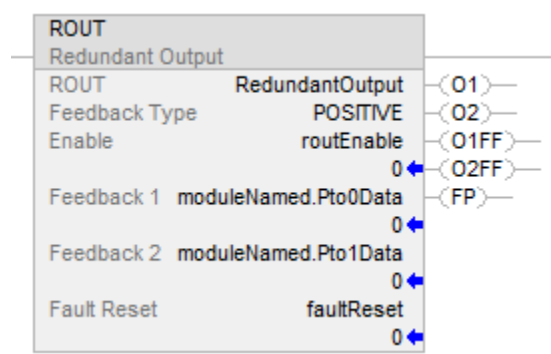 ROUT
Redundant Output
ROUT RedundantOutput (O1)
Feedback Type POSITIVE (O2)
Enable routEnable (O1FF)
0 (O2FF)
Feedback 1 moduleNamed.Pto0Data (FP)
0
Feedback 2 moduleNamed.Pto1Data
0
Fault Reset faultReset
0